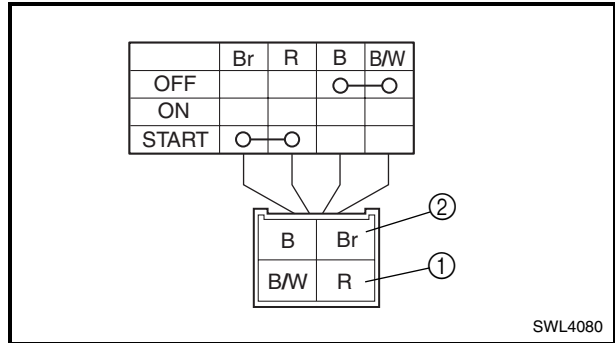 Br R B B/W
OFF
ON
START
B Br
B/W R
②
①
SWL4080